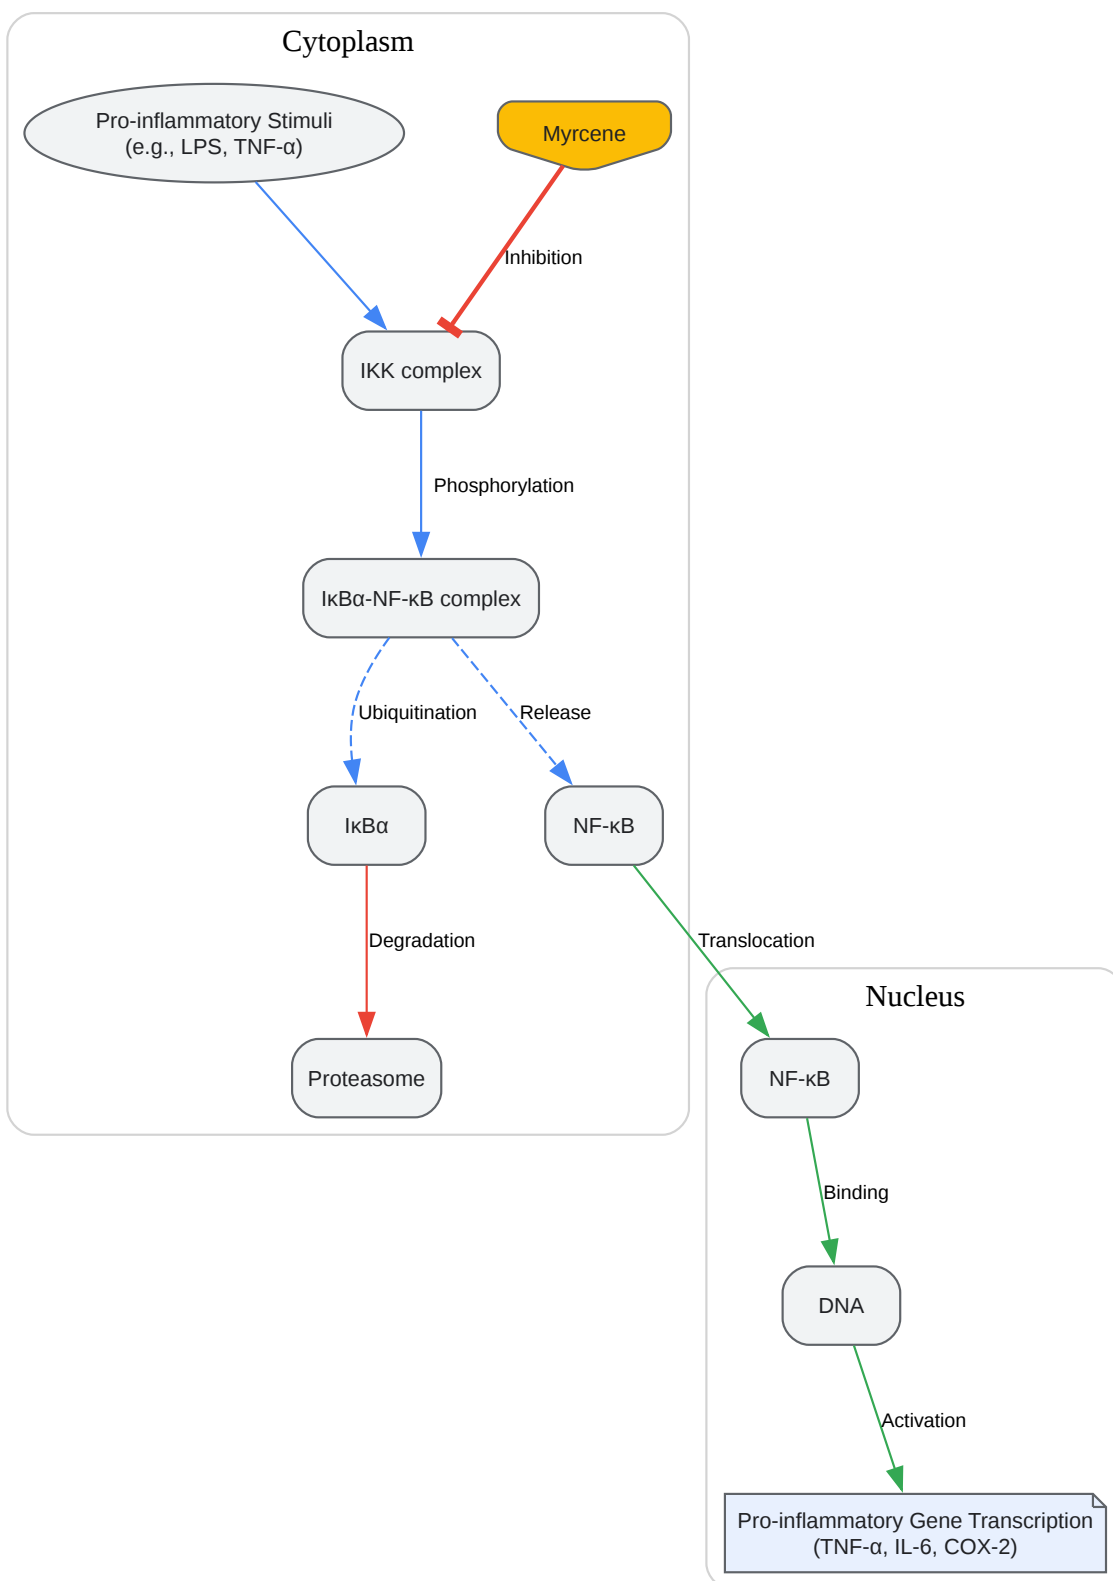 Cytoplasm
Pro-inflammatory Stimuli
(e.g., LPS, TNF-α)
Myrcene
Inhibition
IKK complex
Phosphorylation
IκBα-NF-κB complex
Ubiquitination
Release
IκBα
NF-κB
Degradation
Translocation
Nucleus
Proteasome
NF-κB
Binding
DNA
Activation
Pro-inflammatory Gene Transcription
(TNF-α, IL-6, COX-2)